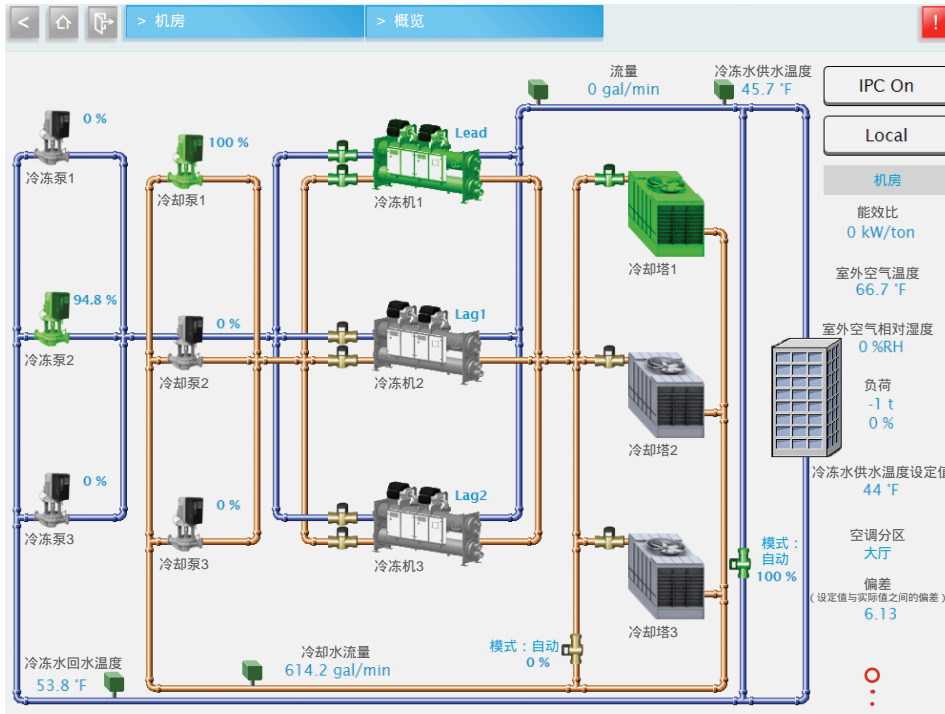 < > 机房 > 概览 !
流量
0 gal/min
冷冻水供水温度
45.7 °F
IPC On
Local
机房
能效比
0 kW/ton
室外空气温度
66.7 °F
室外空气相对湿度
0 %RH
负荷
-1 t
0 %
冷冻水供水温度设定值
44 °F
空调分区
大厅
偏差
(设定值与实际值之间的偏差)
6.13
0 %
冷冻泵1
100 %
冷却泵1
Lead
冷冻机1
冷却塔1
94.8 %
冷冻泵2
0 %
冷却泵2
Lag1
冷冻机2
冷却塔2
0 %
冷冻泵3
0 %
冷却泵3
Lag2
冷冻机3
冷却塔3
模式：
自动
100 %
模式：自动
0 %
冷却水流量
614.2 gal/min
冷冻水回水温度
53.8 °F